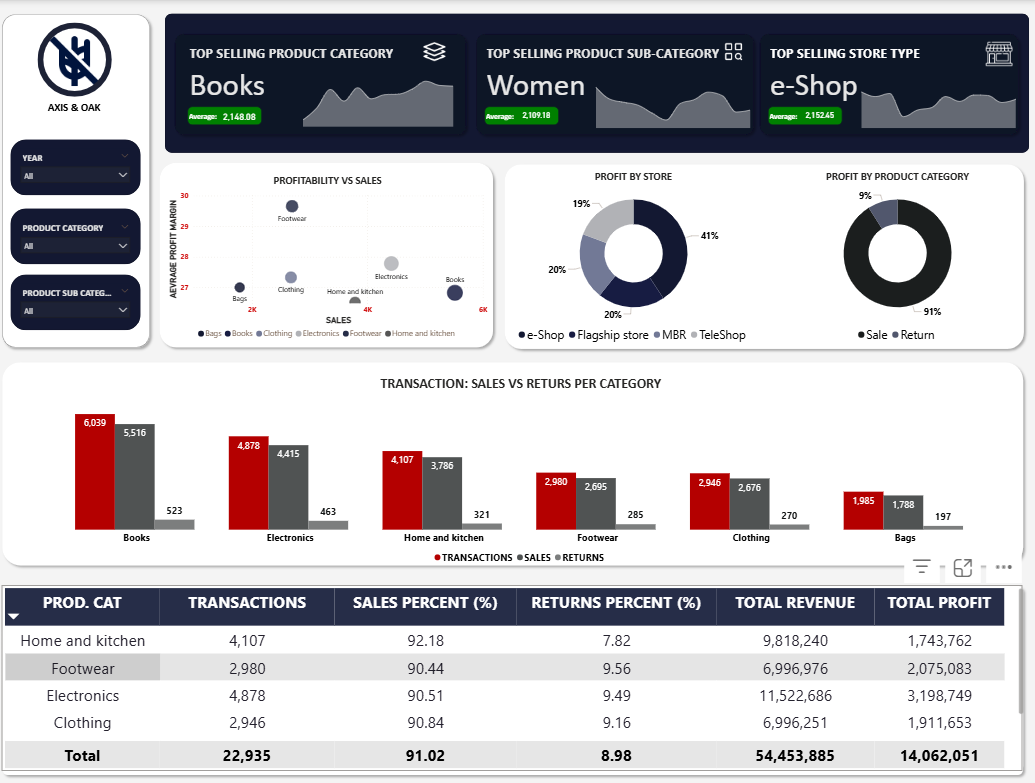 AXIS & OAK
YEAR
All
PRODUCT CATEGORY
All
PRODUCT SUB CATEG...
All
TOP SELLING PRODUCT CATEGORY
Books
Average: 2,148.08
TOP SELLING PRODUCT SUB-CATEGORY
Women
Average: 2,109.18
TOP SELLING STORE TYPE
e-Shop
Average: 2,152.45
PROFITABILITY VS SALES
AEVRAGE PROFIT MARGIN
30
29
28
27
Footwear
Electronics
Clothing
Bags
Home and kitchen
Books
2K
4K
6K
SALES
Bags Books Clothing Electronics Footwear Home and kitchen
PROFIT BY STORE
19%
41%
20%
20%
e-Shop Flagship store MBR TeleShop
PROFIT BY PRODUCT CATEGORY
9%
91%
Sale Return
TRANSACTION: SALES VS RETURS PER CATEGORY
6,039 5,516 523
4,878 4,415 463
4,107 3,786 321
2,980 2,695 285
2,946 2,676 270
1,985 1,788 197
Books Electronics Home and kitchen Footwear Clothing Bags
TRANSACTIONS SALES RETURNS
PROD. CAT TRANSACTIONS SALES PERCENT (%) RETURNS PERCENT (%) TOTAL REVENUE TOTAL PROFIT
Home and kitchen 4,107 92.18 7.82 9,818,240 1,743,762
Footwear 2,980 90.44 9.56 6,996,976 2,075,083
Electronics 4,878 90.51 9.49 11,522,686 3,198,749
Clothing 2,946 90.84 9.16 6,996,251 1,911,653
Total 22,935 91.02 8.98 54,453,885 14,062,051